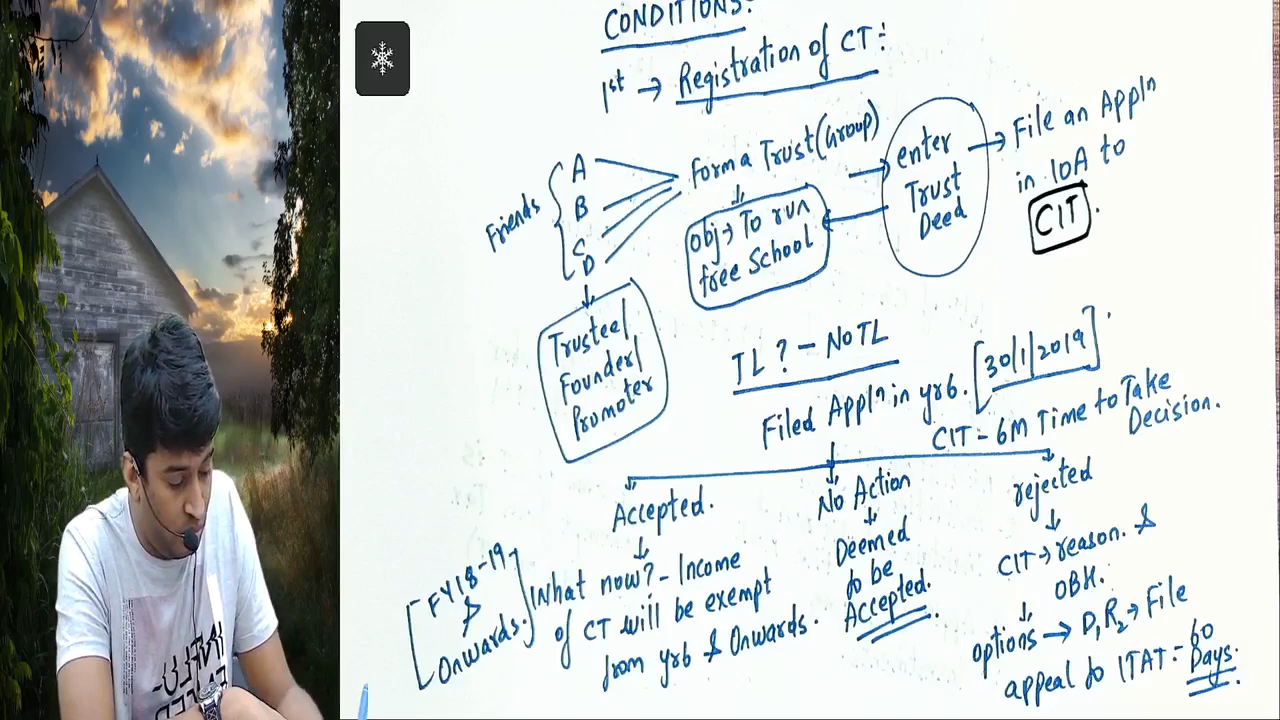 CONDITIONS:
1st → Registration of CT:
Friends
A
B
C
D
Form a Trust (Group)
obj → To run
free School
enter
Trust
Deed
→ File an Appln
in 10A to
CIT.
Trustee/
Founder/
Promoter
TL ? - NO TL
Filed Appln in yr6. [30/1/2019]
CIT - 6M Time to Take
Decision.
Accepted.
What now? - Income
of CT will be exempt
from yr6 & Onwards.
[FY18-19
&
Onwards.]
No Action
Deemed
to be
Accepted.
rejected
CIT → reason. &
OBH.
options → D, R2 → File
appeal to ITAT = 60
Days.